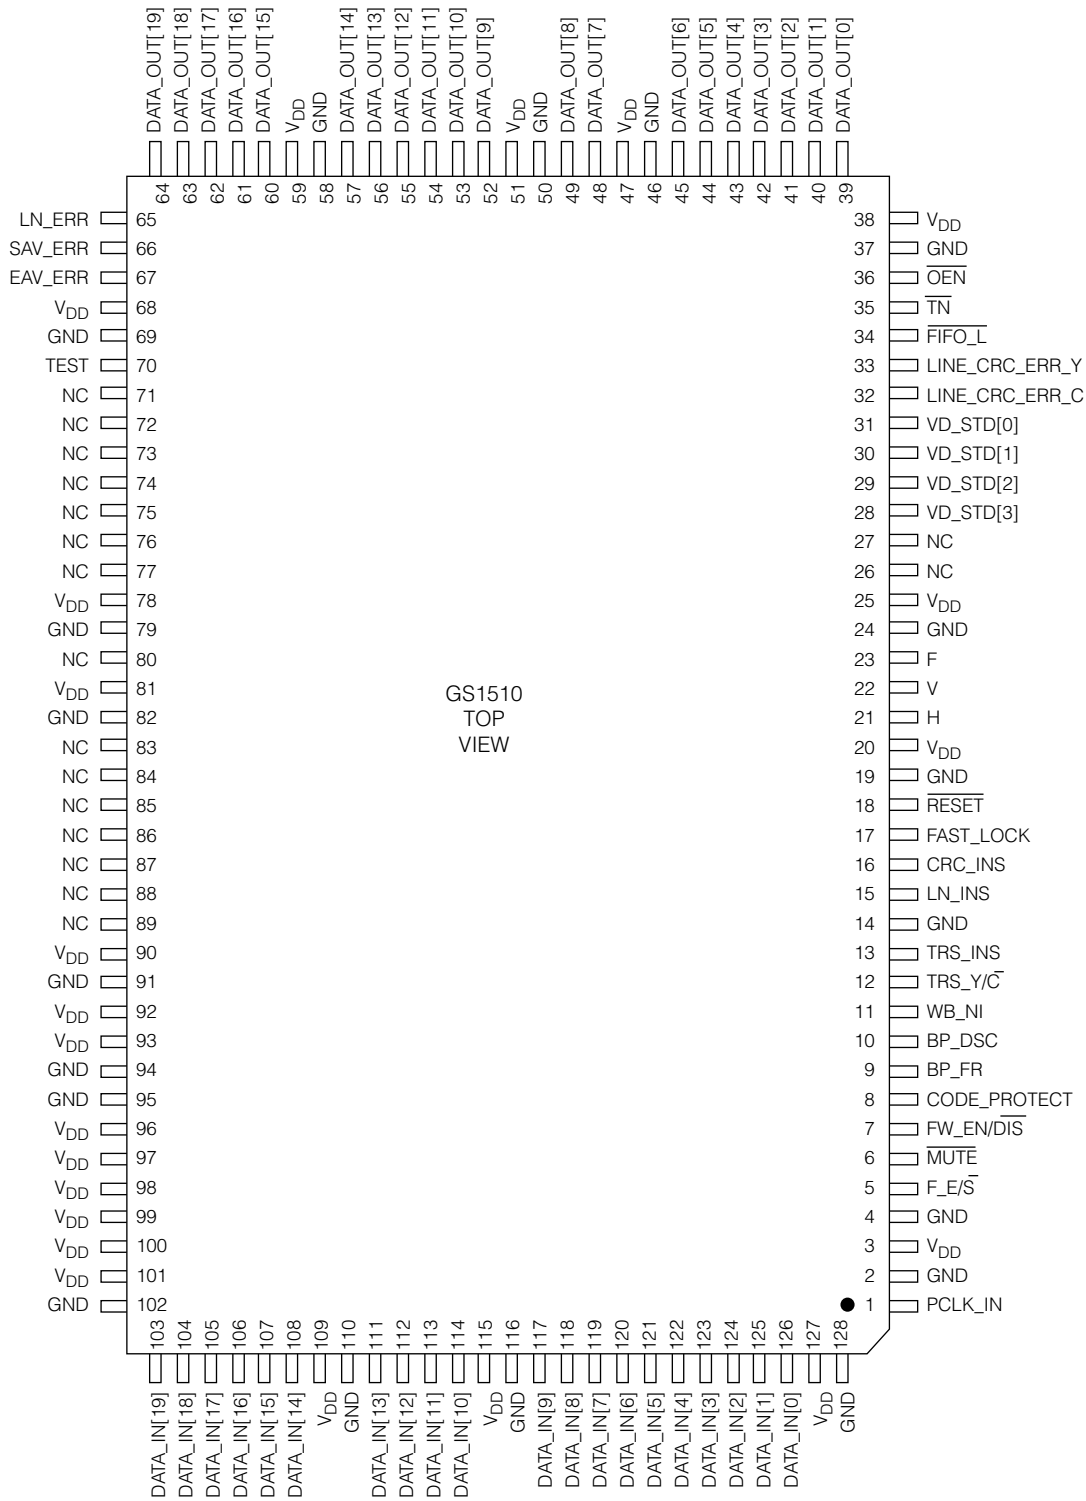 DATA_OUT[19]
DATA_OUT[18]
DATA_OUT[17]
DATA_OUT[16]
DATA_OUT[15]
VDD
GND
DATA_OUT[14]
DATA_OUT[13]
DATA_OUT[12]
DATA_OUT[11]
DATA_OUT[10]
DATA_OUT[9]
VDD
GND
DATA_OUT[8]
DATA_OUT[7]
VDD
GND
DATA_OUT[6]
DATA_OUT[5]
DATA_OUT[4]
DATA_OUT[3]
DATA_OUT[2]
DATA_OUT[1]
DATA_OUT[0]
64 63 62 61 60 59 58 57 56 55 54 53 52 51 50 49 48 47 46 45 44 43 42 41 40 39
LN_ERR 65
SAV_ERR 66
EAV_ERR 67
VDD 68
GND 69
TEST 70
NC 71
NC 72
NC 73
NC 74
NC 75
NC 76
NC 77
VDD 78
GND 79
NC 80
VDD 81
GND 82
NC 83
NC 84
NC 85
NC 86
NC 87
NC 88
NC 89
VDD 90
GND 91
VDD 92
VDD 93
GND 94
GND 95
VDD 96
VDD 97
VDD 98
VDD 99
VDD 100
VDD 101
GND 102
GS1510
TOP
VIEW
38 VDD
37 GND
36 OEN
35 TN
34 FIFO_L
33 LINE_CRC_ERR_Y
32 LINE_CRC_ERR_C
31 VD_STD[0]
30 VD_STD[1]
29 VD_STD[2]
28 VD_STD[3]
27 NC
26 NC
25 VDD
24 GND
23 F
22 V
21 H
20 VDD
19 GND
18 RESET
17 FAST_LOCK
16 CRC_INS
15 LN_INS
14 GND
13 TRS_INS
12 TRS_Y/C
11 WB_NI
10 BP_DSC
9 BP_FR
8 CODE_PROTECT
7 FW_EN/DIS
6 MUTE
5 F_E/S
4 GND
3 VDD
2 GND
1 PCLK_IN
103 104 105 106 107 108 109 110 111 112 113 114 115 116 117 118 119 120 121 122 123 124 125 126 127 128
DATA_IN[19]
DATA_IN[18]
DATA_IN[17]
DATA_IN[16]
DATA_IN[15]
DATA_IN[14]
VDD
GND
DATA_IN[13]
DATA_IN[12]
DATA_IN[11]
DATA_IN[10]
VDD
GND
DATA_IN[9]
DATA_IN[8]
DATA_IN[7]
DATA_IN[6]
DATA_IN[5]
DATA_IN[4]
DATA_IN[3]
DATA_IN[2]
DATA_IN[1]
DATA_IN[0]
VDD
GND